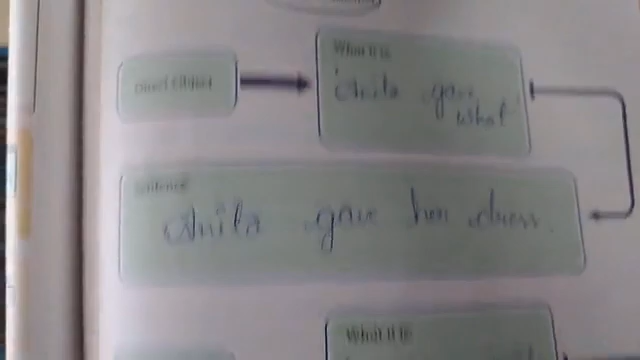 Direct Object
What it is
'Anita gave
what'
Sentence
Anita gave her dress.
What it is